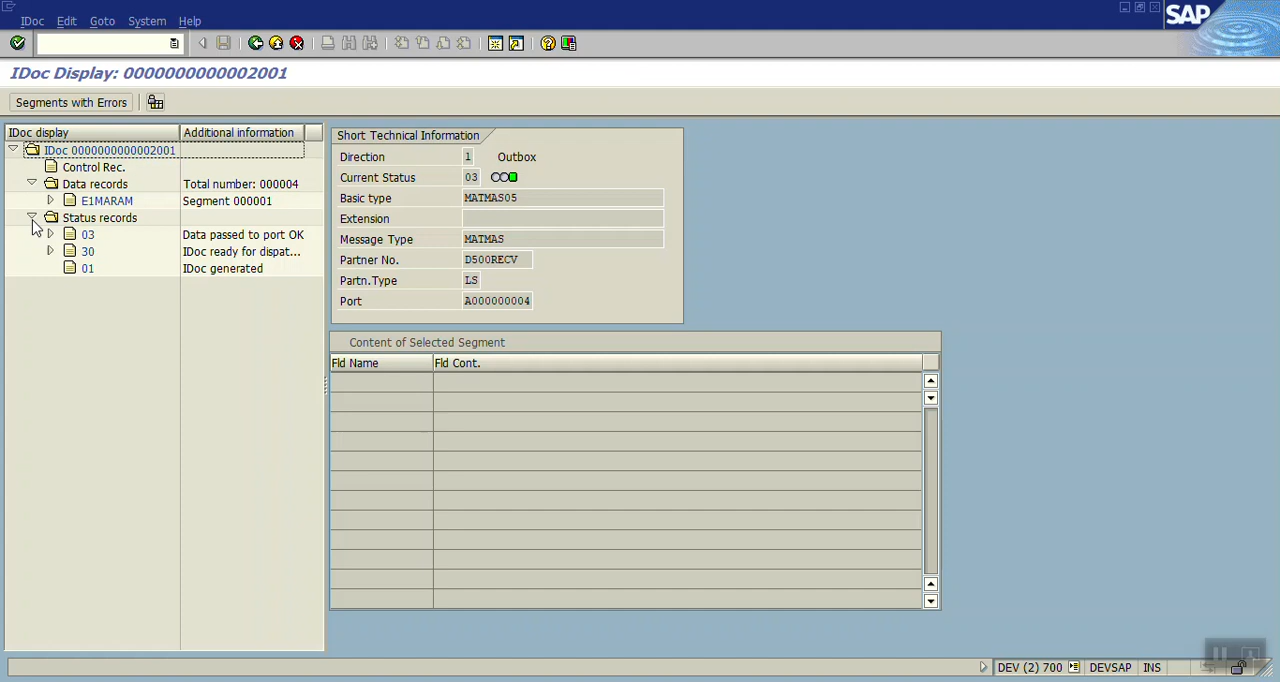 IDoc Edit Goto System Help
SAP
IDoc Display: 0000000000002001
Segments with Errors
IDoc display Additional information
IDoc 0000000000002001
Control Rec.
Data records Total number: 000004
E1MARAM Segment 000001
Status records
03 Data passed to port OK
30 IDoc ready for dispat...
01 IDoc generated
Short Technical Information
Direction 1 Outbox
Current Status 03
Basic type MATMAS05
Extension
Message Type MATMAS
Partner No. D500RECV
Partn.Type LS
Port A000000004
Content of Selected Segment
Fld Name Fld Cont.
DEV (2) 700 DEVSAP INS